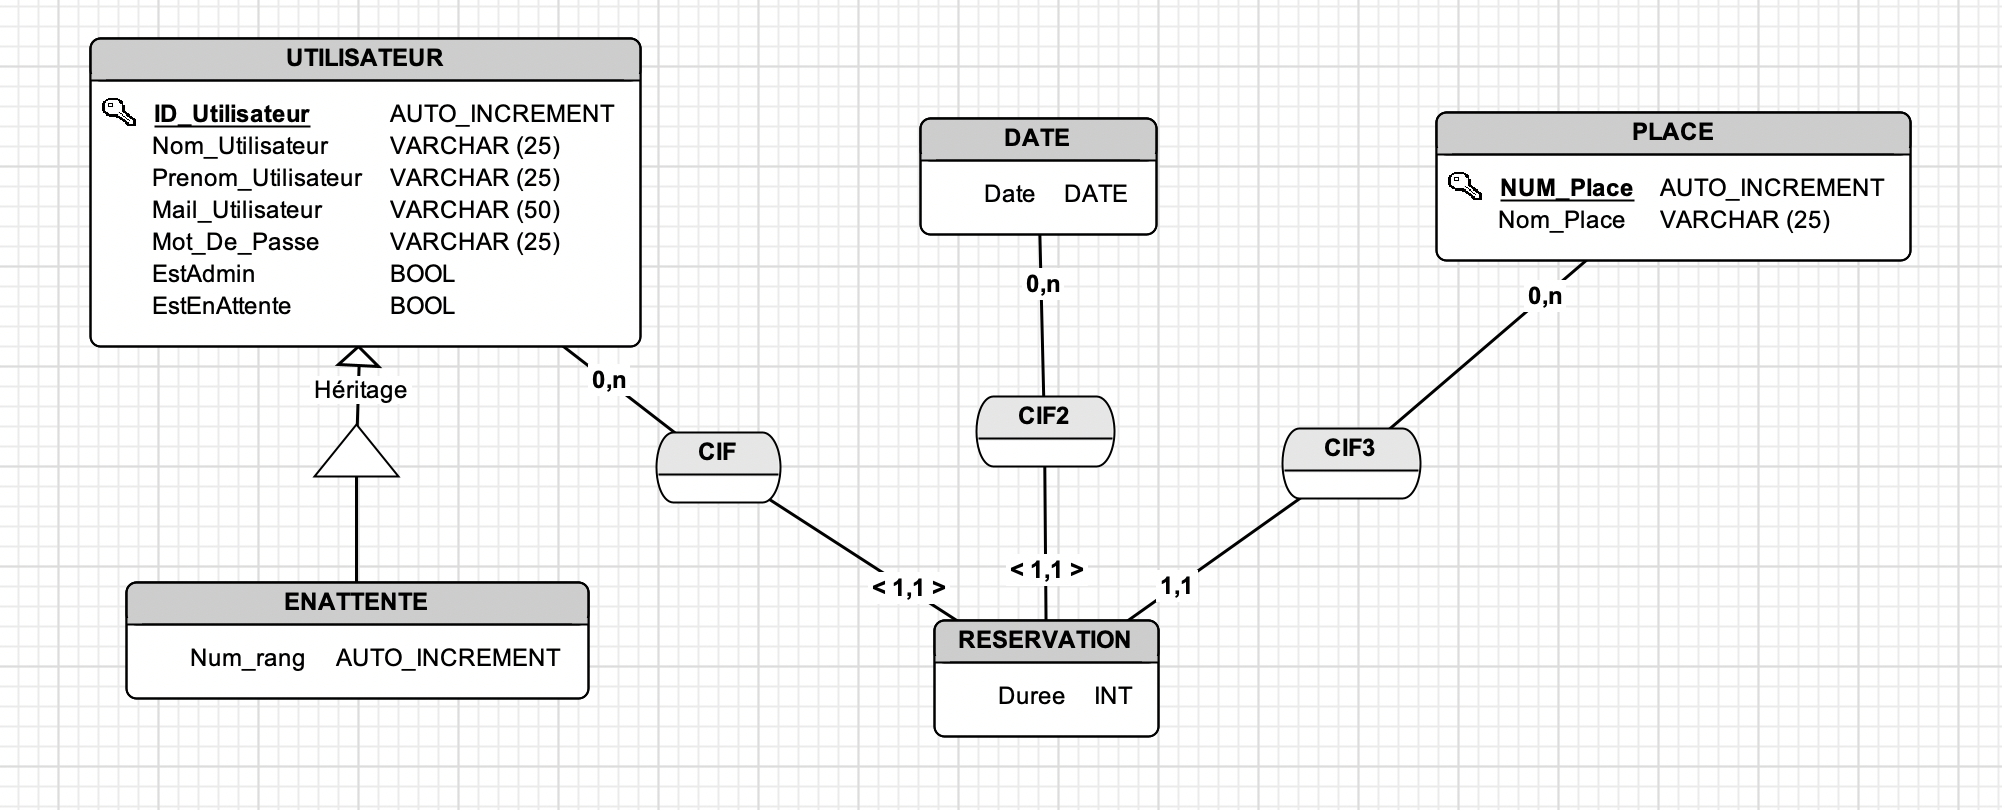 UTILISATEUR
ID_Utilisateur AUTO_INCREMENT
Nom_Utilisateur VARCHAR (25)
Prenom_Utilisateur VARCHAR (25)
Mail_Utilisateur VARCHAR (50)
Mot_De_Passe VARCHAR (25)
EstAdmin BOOL
EstEnAttente BOOL
DATE
Date DATE
PLACE
NUM_Place AUTO_INCREMENT
Nom_Place VARCHAR (25)
0,n
0,n
0,n
Héritage
CIF
CIF2
CIF3
< 1,1 >
< 1,1 >
1,1
ENATTENTE
Num_rang AUTO_INCREMENT
RESERVATION
Duree INT